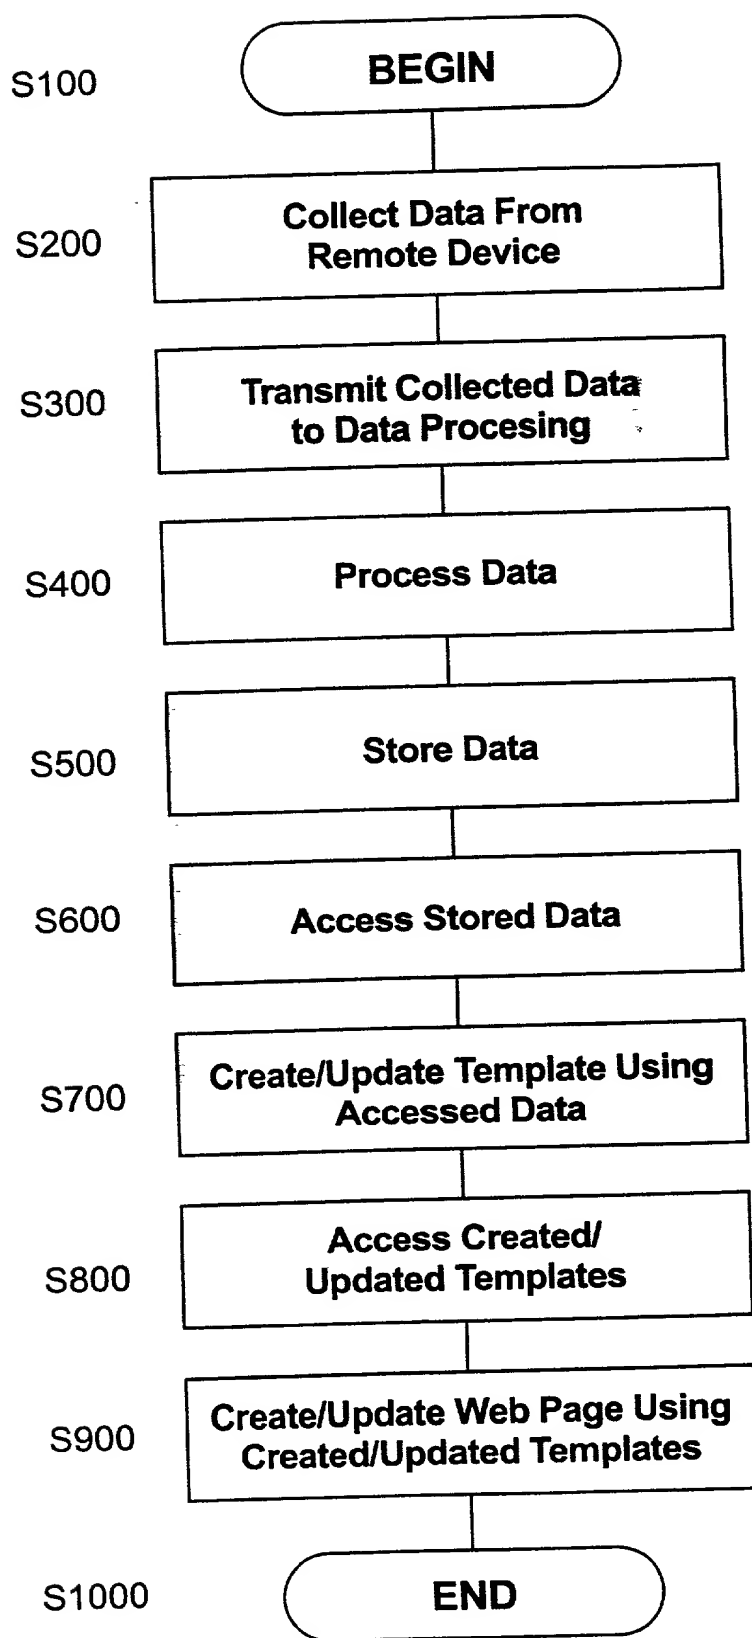 S100
BEGIN
S200
Collect Data From
Remote Device
S300
Transmit Collected Data
to Data Procesing
S400
Process Data
S500
Store Data
S600
Access Stored Data
S700
Create/Update Template Using
Accessed Data
S800
Access Created/
Updated Templates
S900
Create/Update Web Page Using
Created/Updated Templates
S1000
END